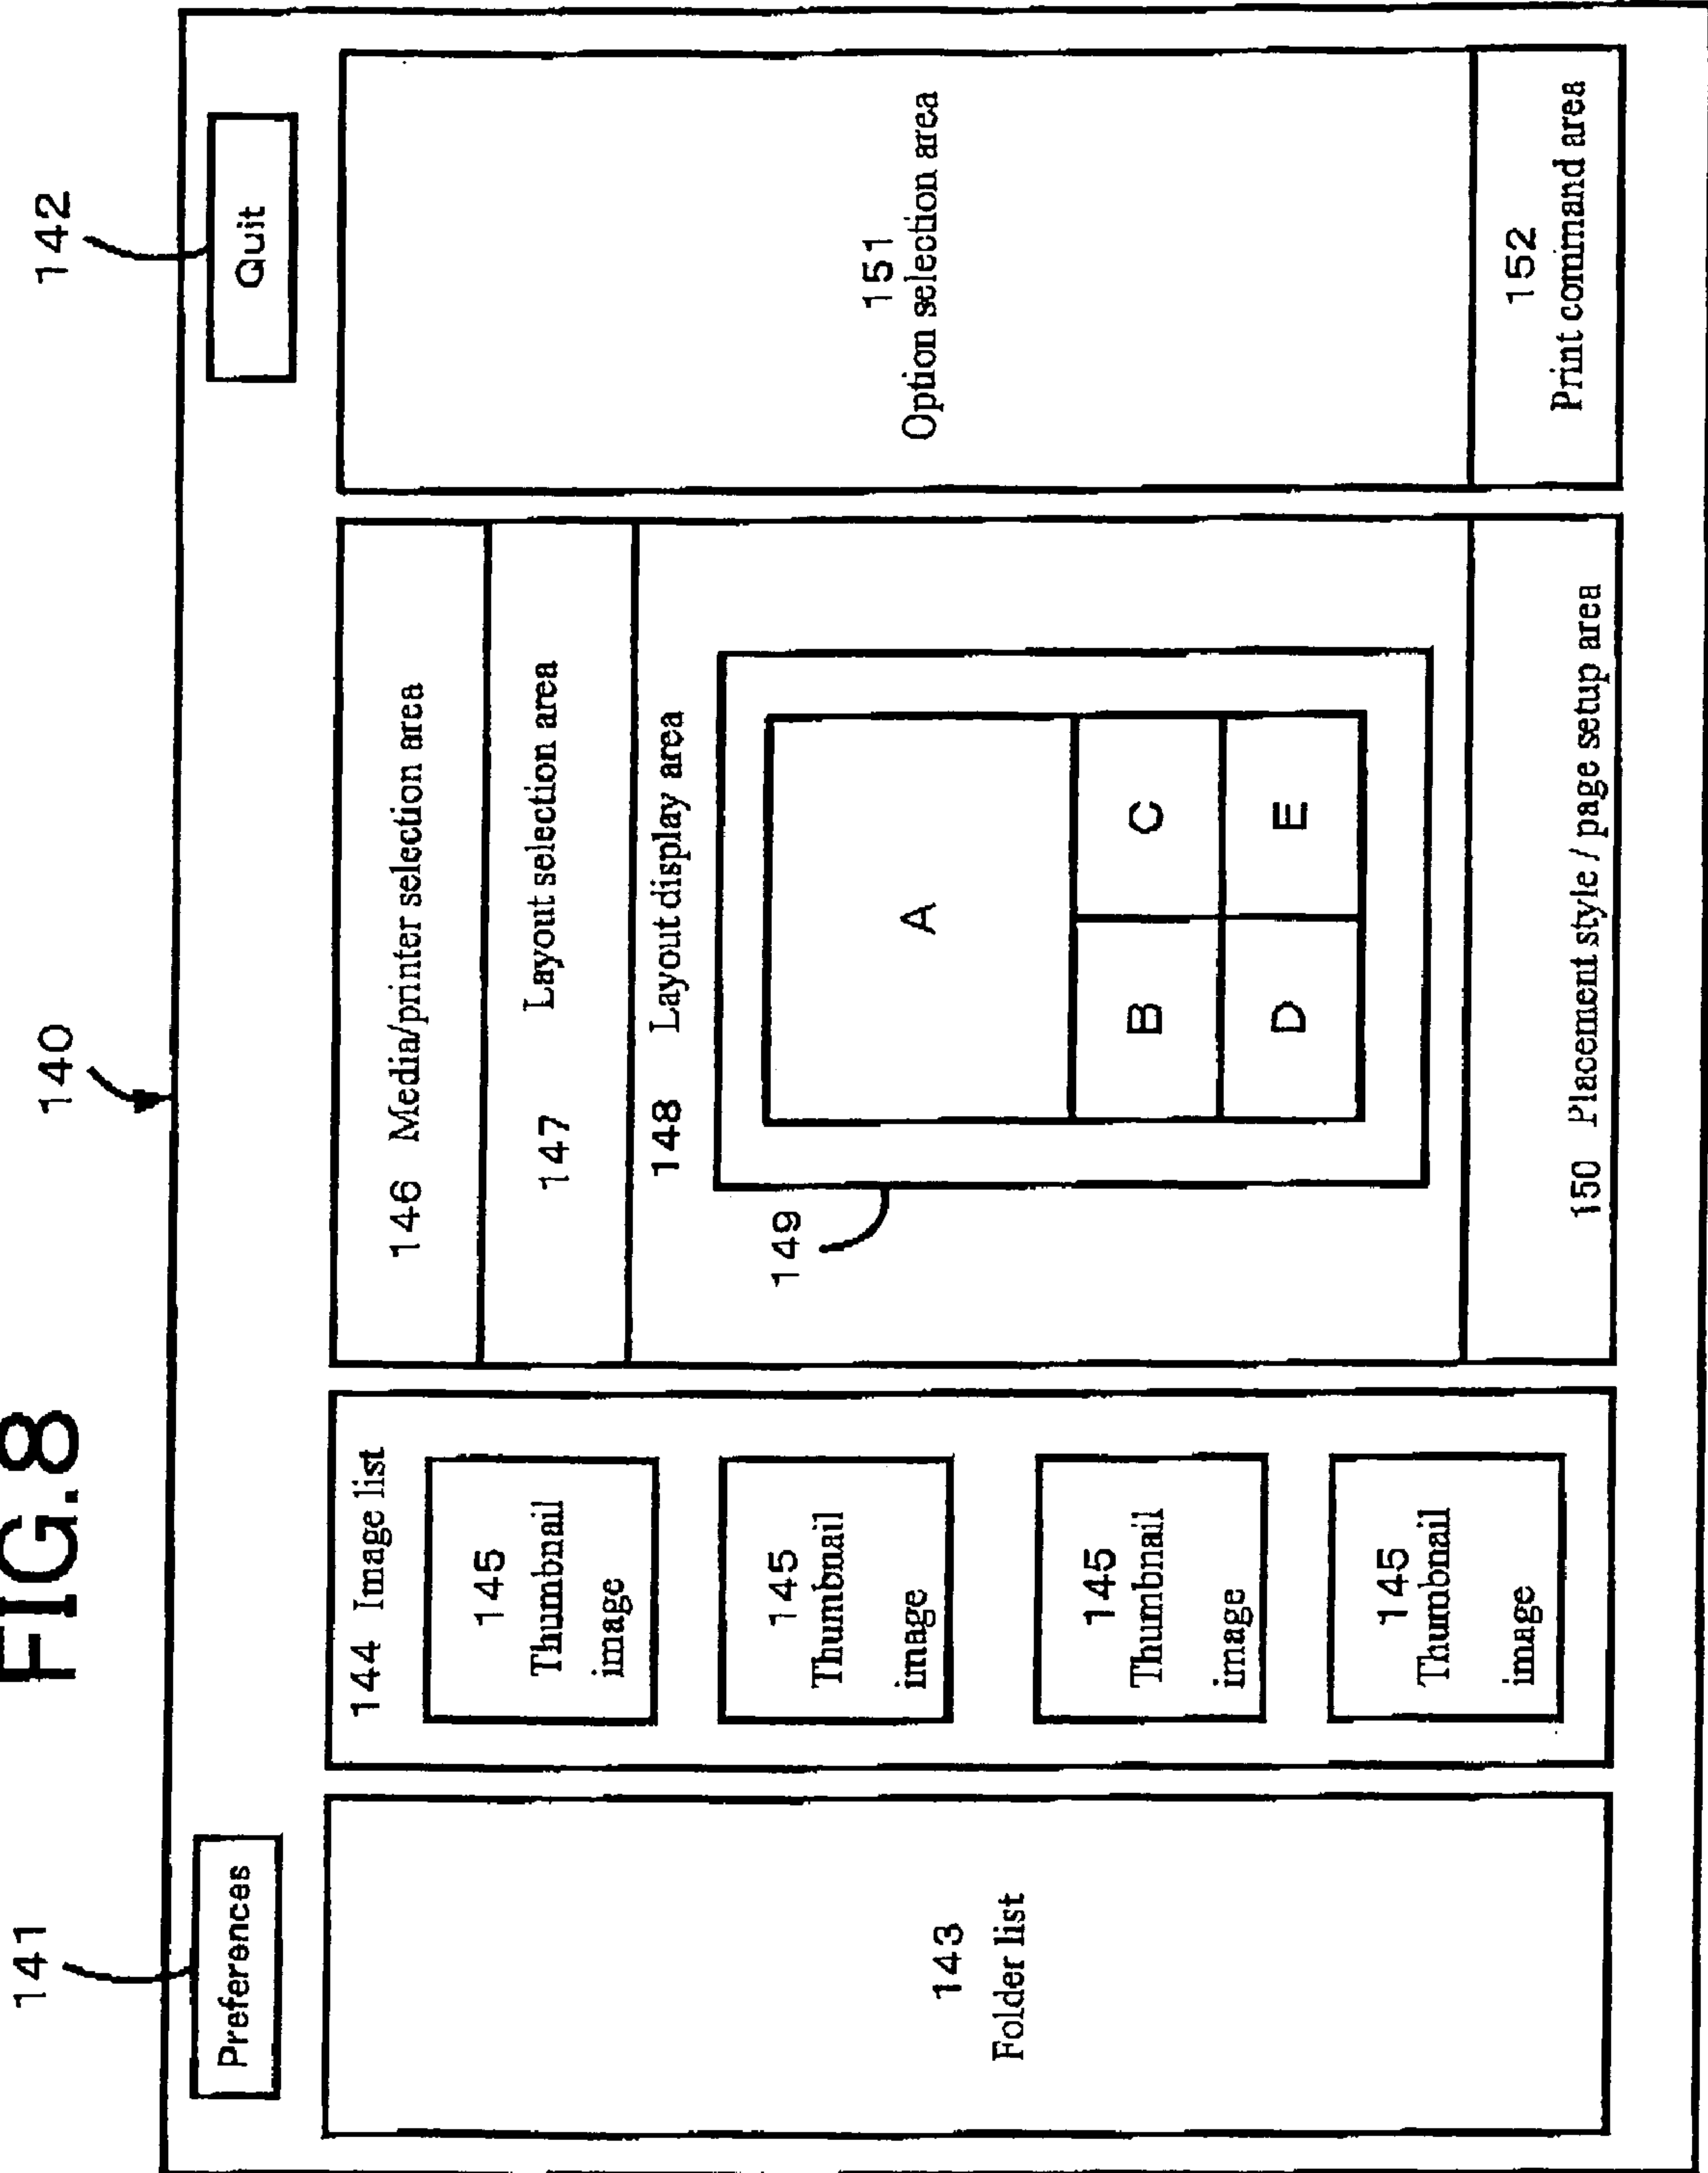 FIG.8
140
141
142
Preferences
Quit
143
Folder list
144 Image list
145
Thumbnail
image
145
Thumbnail
image
145
Thumbnail
image
145
Thumbnail
image
146 Media/printer selection area
147 Layout selection area
148 Layout display area
149
A
B
C
D
E
150 Placement style / page setup area
151
Option selection area
152
Print command area